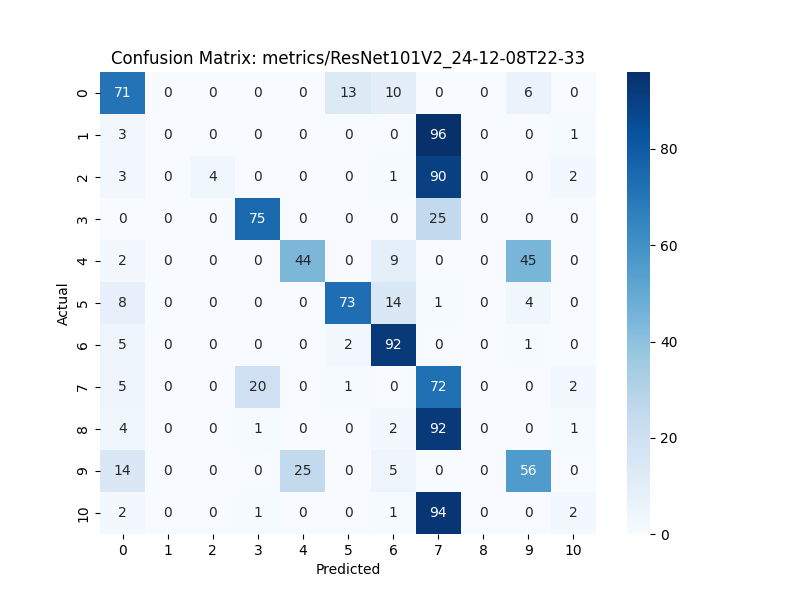 Confusion Matrix: metrics/ResNet101V2_24-12-08T22-33
0 71 0 0 0 0 13 10 0 0 6 0
1 3 0 0 0 0 0 0 96 0 0 1
2 3 0 4 0 0 0 1 90 0 0 2
3 0 0 0 75 0 0 0 25 0 0 0
4 2 0 0 0 44 0 9 0 0 45 0
5 8 0 0 0 0 73 14 1 0 4 0
6 5 0 0 0 0 2 92 0 0 1 0
7 5 0 0 20 0 1 0 72 0 0 2
8 4 0 0 1 0 0 2 92 0 0 1
9 14 0 0 0 25 0 5 0 0 56 0
10 2 0 0 1 0 0 1 94 0 0 2
0 1 2 3 4 5 6 7 8 9 10
Predicted
Actual
80
60
40
20
0